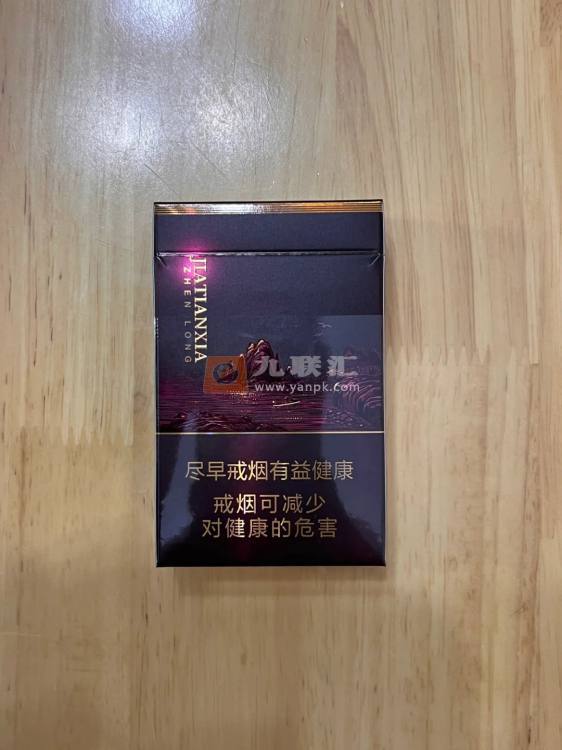 JIATIANXIA
ZHEN LONG
九联汇
www.yanpk.com
尽早戒烟有益健康
戒烟可减少
对健康的危害